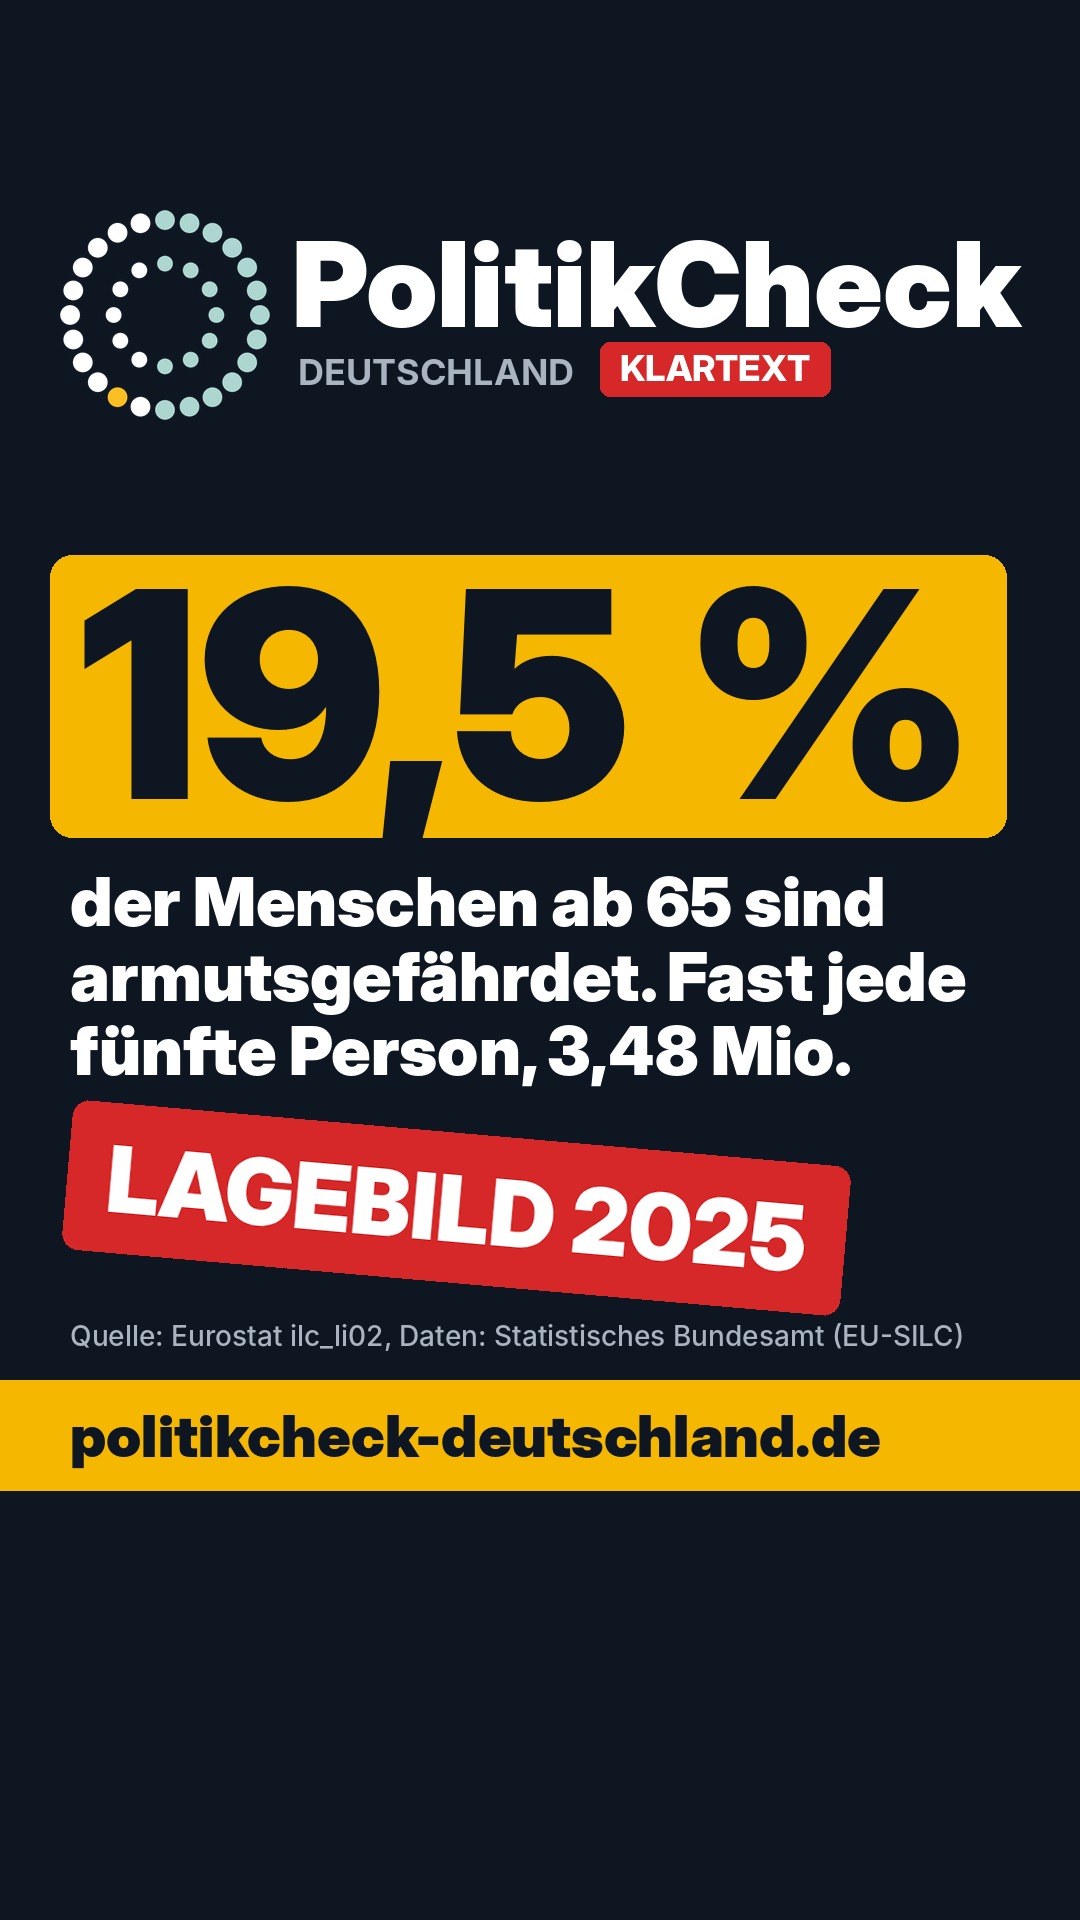 PolitikCheck
DEUTSCHLAND KLARTEXT
19,5 %
der Menschen ab 65 sind
armutsgefährdet. Fast jede
fünfte Person, 3,48 Mio.
LAGEBILD 2025
Quelle: Eurostat ilc_li02, Daten: Statistisches Bundesamt (EU-SILC)
politikcheck-deutschland.de